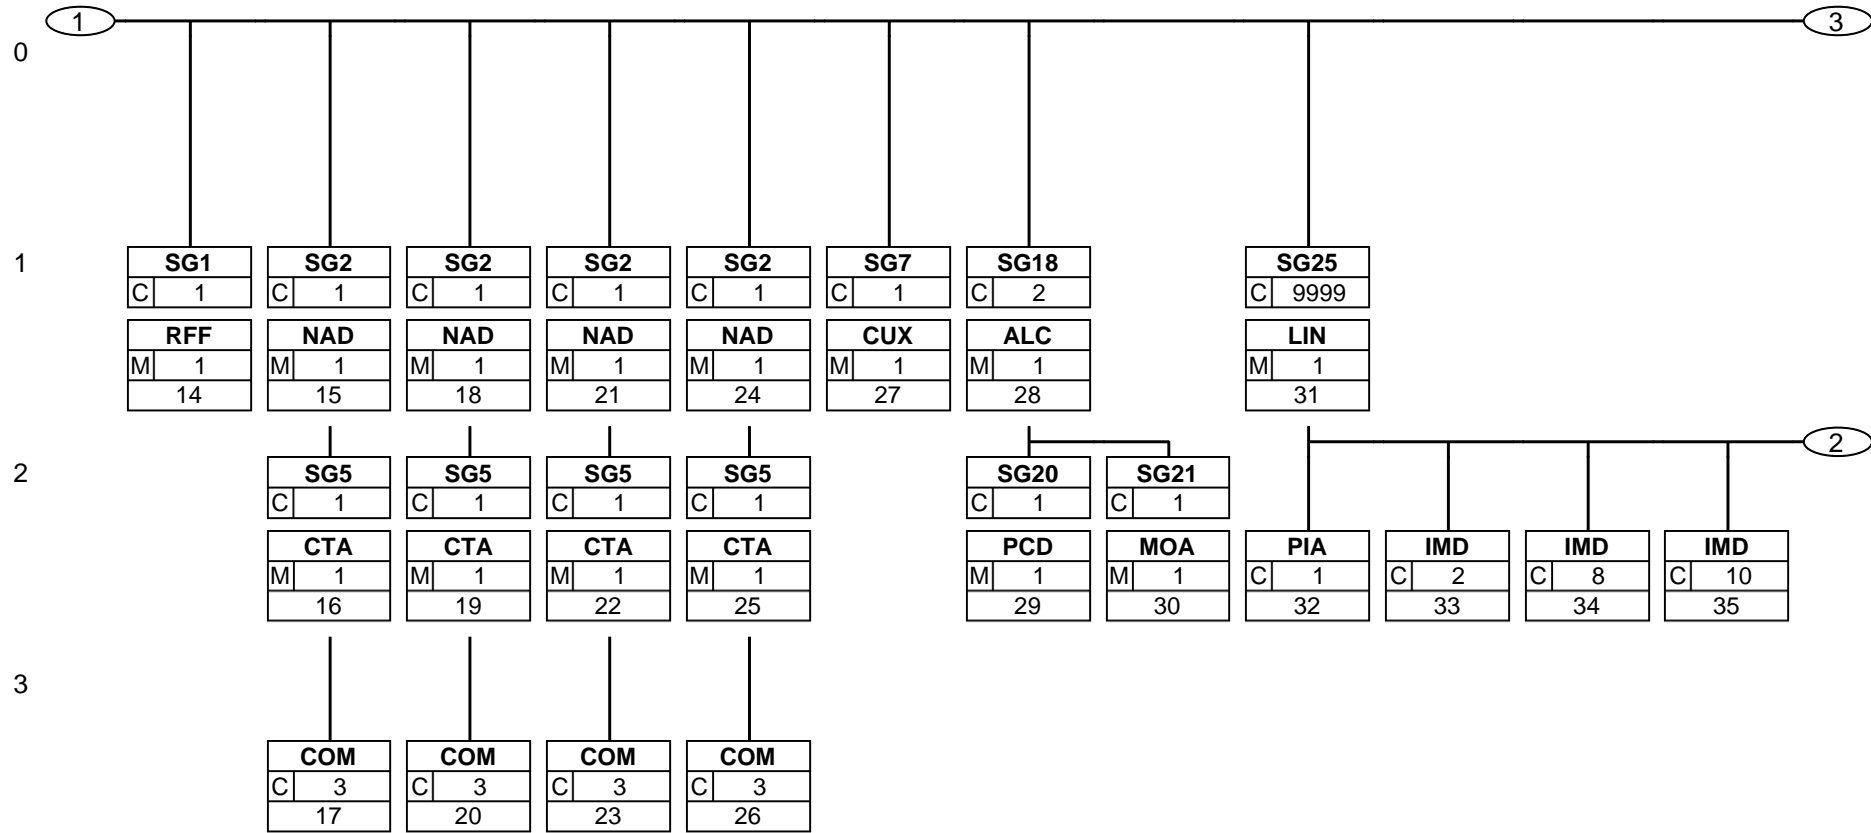 1 3
0
1
SG1 SG2 SG2 SG2 SG2 SG7 SG18 SG25
C 1 C 1 C 1 C 1 C 1 C 1 C 2 C 9999
RFF NAD NAD NAD NAD CUX ALC LIN
M 1 M 1 M 1 M 1 M 1 M 1 M 1 M 1
14 15 18 21 24 27 28 31
2
2
SG5 SG5 SG5 SG5 SG20 SG21
C 1 C 1 C 1 C 1 C 1 C 1
CTA CTA CTA CTA PCD MOA PIA IMD IMD IMD
M 1 M 1 M 1 M 1 M 1 M 1 C 1 C 2 C 8 C 10
16 19 22 25 29 30 32 33 34 35
3
COM COM COM COM
C 3 C 3 C 3 C 3
17 20 23 26